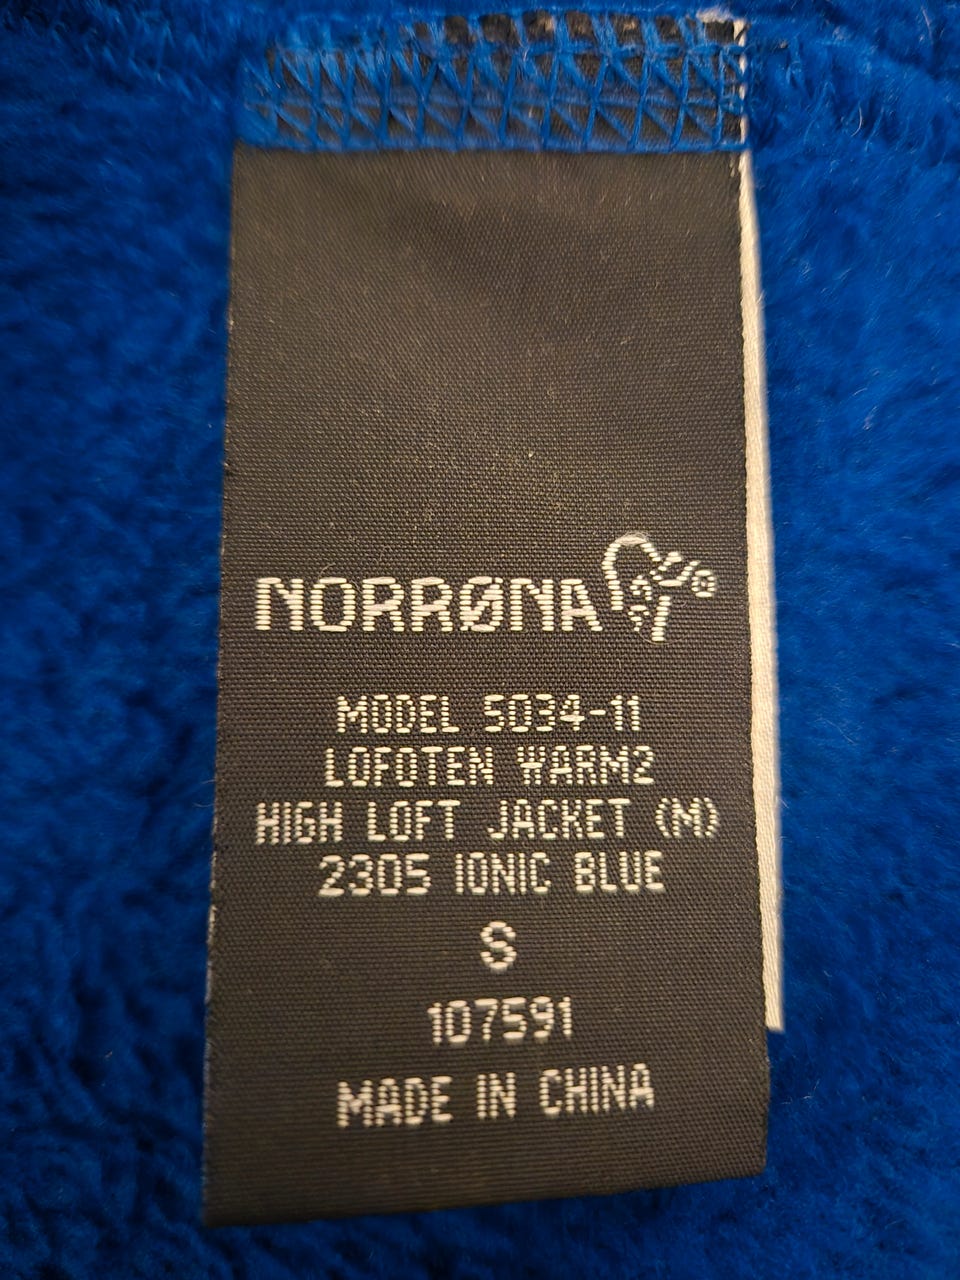 NORRØNA
MODEL 5034-11
LOFOTEN WARM2
HIGH LOFT JACKET (M)
2305 IONIC BLUE
S
107591
MADE IN CHINA